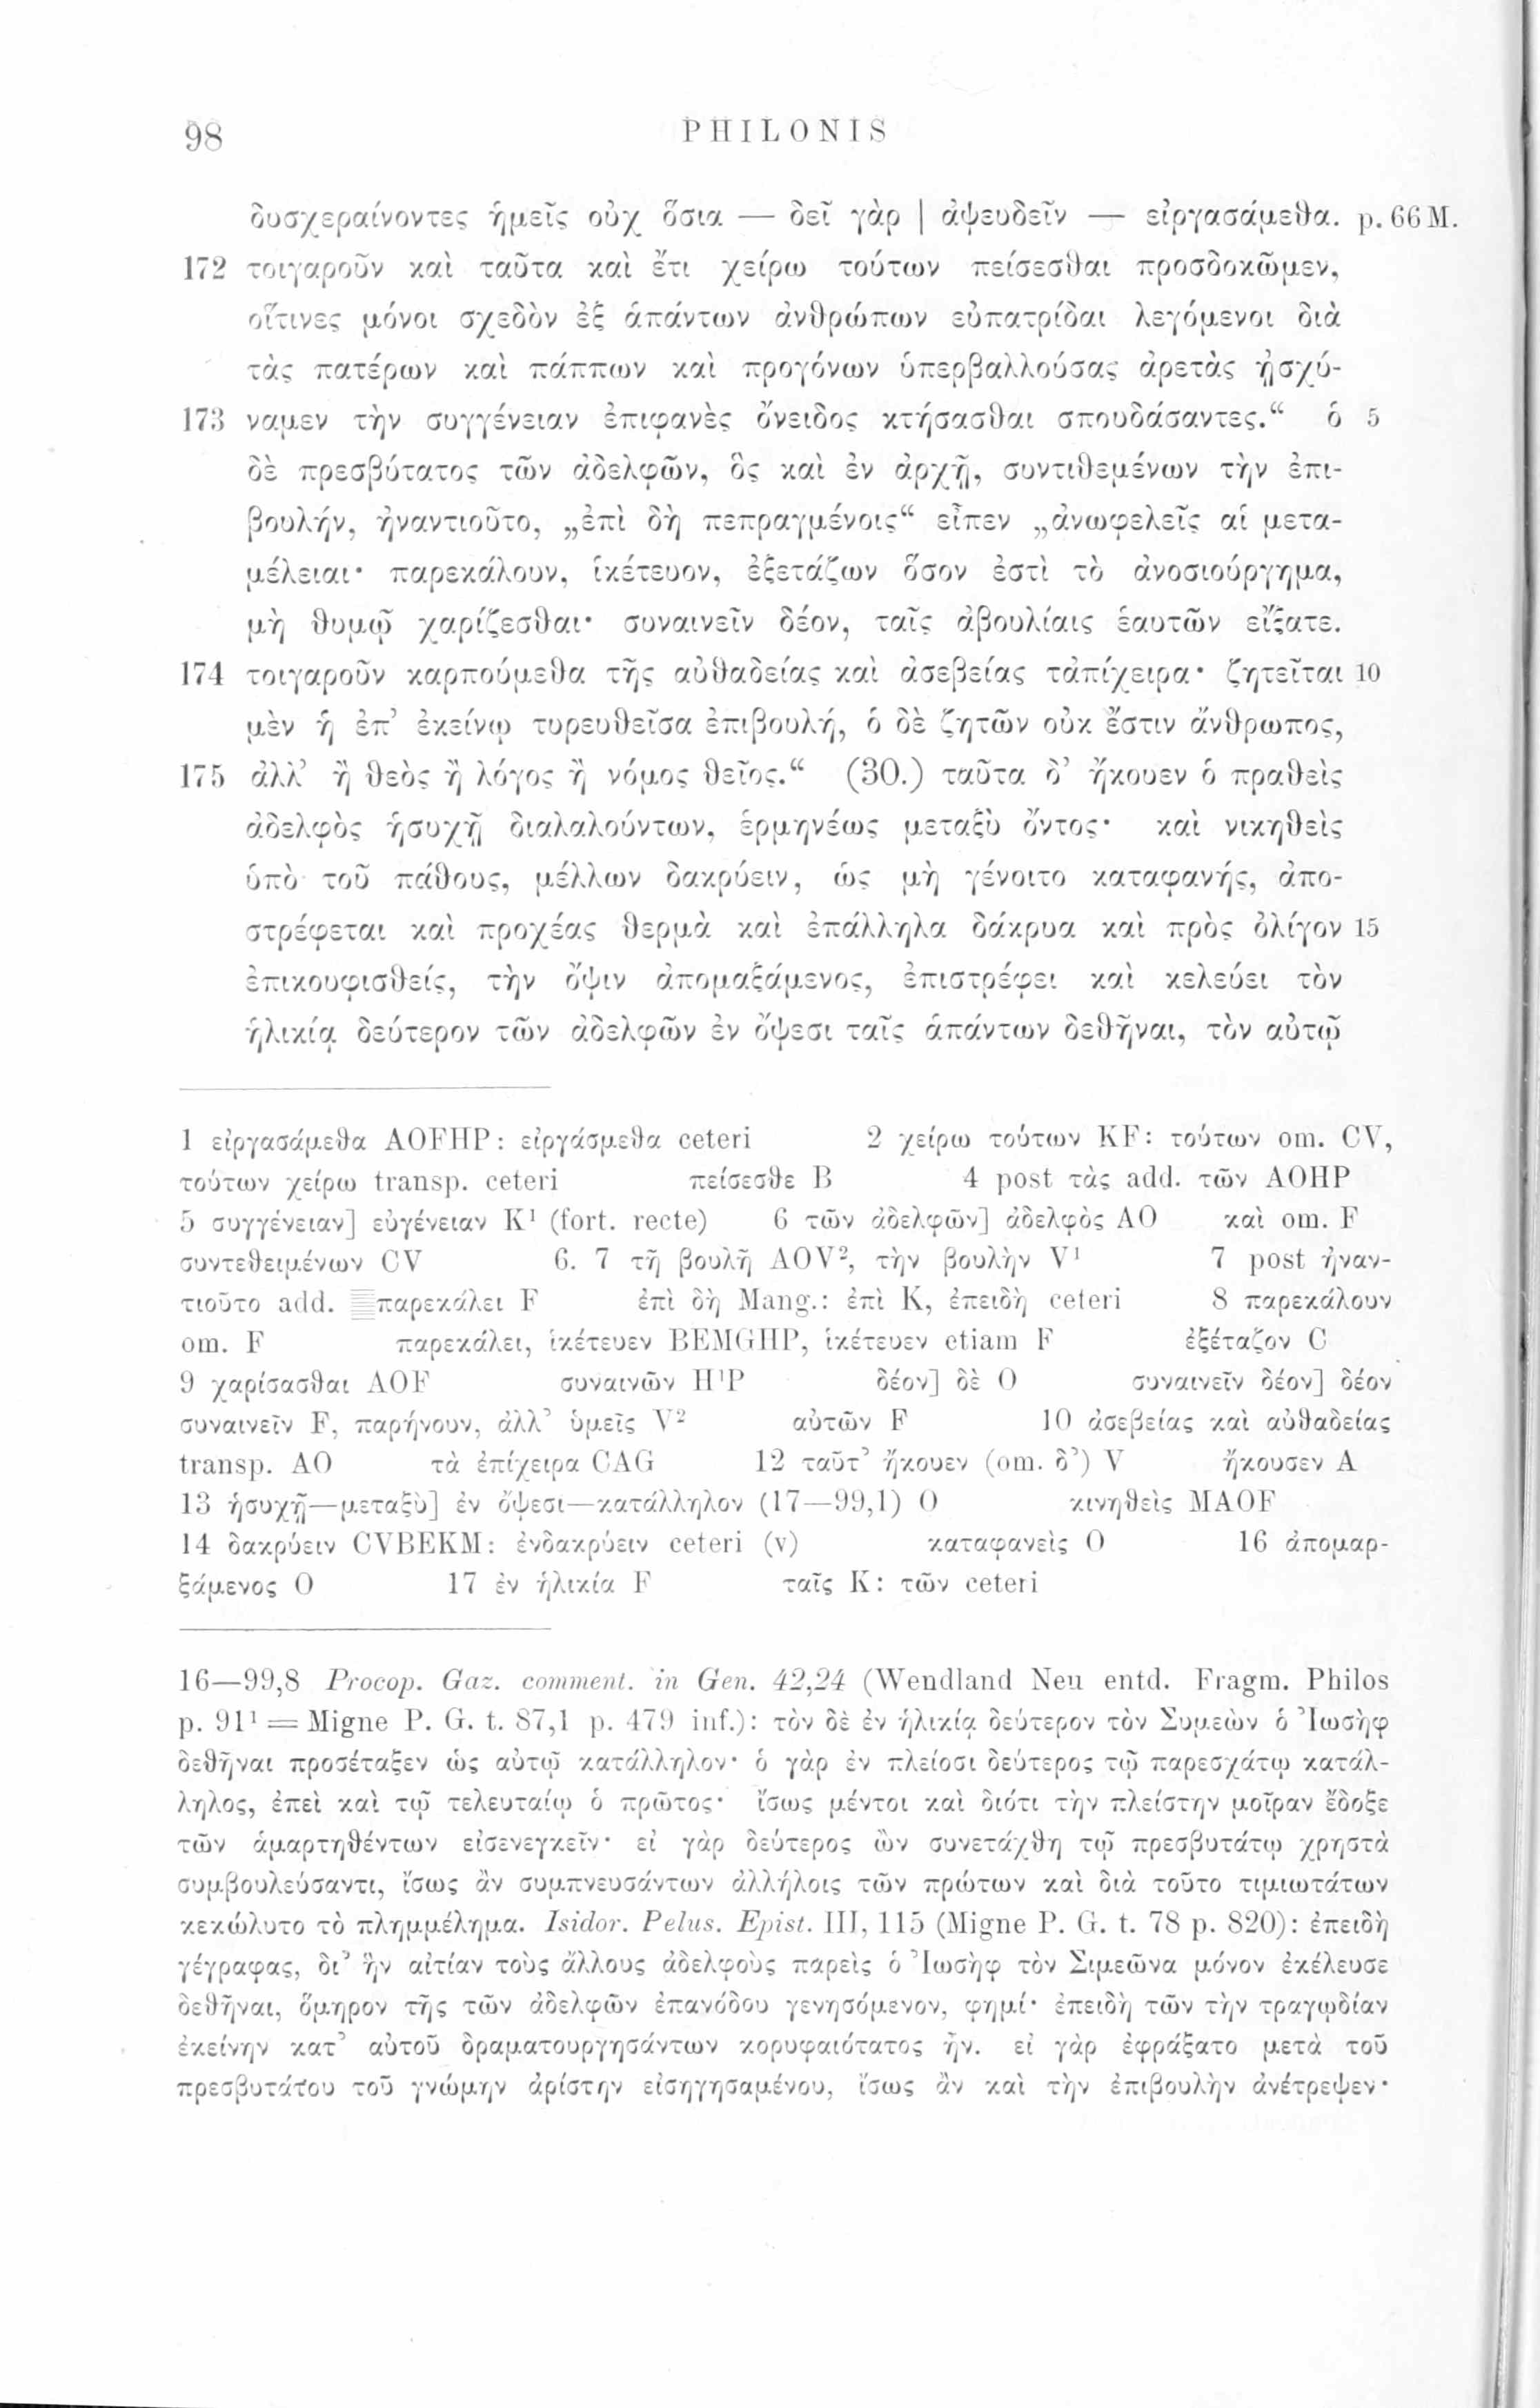 98
PHILONIS
δυσχεραίνοντες ἡμεῖς οὐχ ὅσια — δεῖ γὰρ | ἀψευδεῖν — εἰργασάμεθα. p. 66 M.
172 τοιγαροῦν καὶ ταῦτα καὶ ἔτι χείρω τούτων πείσεσθαι προσδοκῶμεν,
οἵτινες μόνοι σχεδὸν ἐξ ἁπάντων ἀνθρώπων εὐπατρίδαι λεγόμενοι διὰ
τὰς πατέρων καὶ πάππων καὶ προγόνων ὑπερβαλλούσας ἀρετὰς ᾐσχύ-
173 ναμεν τὴν συγγένειαν ἐπιφανὲς ὄνειδος κτήσασθαι σπουδάσαντες.“ ὁ 5
δὲ πρεσβύτατος τῶν ἀδελφῶν, ὃς καὶ ἐν ἀρχῇ, συντιθεμένων τὴν ἐπι-
βουλήν, ἠναντιοῦτο, „ἐπὶ δὴ πεπραγμένοις“ εἶπεν „ἀνωφελεῖς αἱ μετα-
μέλειαι· παρεκάλουν, ἱκέτευον, ἐξετάζων ὅσον ἐστὶ τὸ ἀνοσιούργημα,
μὴ θυμῷ χαρίζεσθαι· συναινεῖν δέον, ταῖς ἀβουλίαις ἑαυτῶν εἴξατε.
174 τοιγαροῦν καρπούμεθα τῆς αὐθαδείας καὶ ἀσεβείας τἀπίχειρα· ζητεῖται 10
μὲν ἡ ἐπ’ ἐκείνῳ τυρευθεῖσα ἐπιβουλή, ὁ δὲ ζητῶν οὐκ ἔστιν ἄνθρωπος,
175 ἀλλ’ ἢ θεὸς ἢ λόγος ἢ νόμος θεῖος.“ (30.) ταῦτα δ’ ἤκουεν ὁ πραθεὶς
ἀδελφὸς ἡσυχῇ διαλαλούντων, ἑρμηνέως μεταξὺ ὄντος· καὶ νικηθεὶς
ὑπὸ τοῦ πάθους, μέλλων δακρύειν, ὡς μὴ γένοιτο καταφανής, ἀπο-
στρέφεται καὶ προχέας θερμὰ καὶ ἐπάλληλα δάκρυα καὶ πρὸς ὀλίγον 15
ἐπικουφισθείς, τὴν ὄψιν ἀπομαξάμενος, ἐπιστρέφει καὶ κελεύει τὸν
ἡλικίᾳ δεύτερον τῶν ἀδελφῶν ἐν ὄψεσι ταῖς ἁπάντων δεθῆναι, τὸν αὐτῷ
1 εἰργασάμεθα AOFHP: εἰργάσμεθα ceteri 2 χείρω τούτων KF: τούτων om. CV,
τούτων χείρω transp. ceteri πείσεσθε B 4 post τὰς add. τῶν AOHP
5 συγγένειαν] εὐγένειαν K¹ (fort. recte) 6 τῶν ἀδελφῶν] ἀδελφὸς AO καὶ om. F
συντεθειμένων CV 6. 7 τῇ βουλῇ AOV², τὴν βουλὴν V¹ 7 post ἠναν-
τιοῦτο add. παρεκάλει F ἐπὶ δὴ Mang.: ἐπὶ K, ἐπειδὴ ceteri 8 παρεκάλουν
om. F παρεκάλει, ἱκέτευεν BEMGHP, ἱκέτευεν etiam F ἐξέταζον C
9 χαρίσασθαι AOF συναινῶν H¹P δέον] δὲ O συναινεῖν δέον] δέον
συναινεῖν F, παρῄνουν, ἀλλ’ ὑμεῖς V² αὐτῶν F 10 ἀσεβείας καὶ αὐθαδείας
transp. AO τὰ ἐπίχειρα CAG 12 ταῦτ’ ἤκουεν (om. δ’) V ἤκουσεν A
13 ἡσυχῇ—μεταξὺ] ἐν ὄψεσι—κατάλληλον (17—99,1) O κινηθεὶς MAOF
14 δακρύειν CVBEKM: ἐνδακρύειν ceteri (v) καταφανεὶς O 16 ἀπομαρ-
ξάμενος O 17 ἐν ἡλικίᾳ F ταῖς K: τῶν ceteri
16—99,8 Procop. Gaz. comment. in Gen. 42,24 (Wendland Neu entd. Fragm. Philos
p. 91¹ = Migne P. G. t. 87,1 p. 479 inf.): τὸν δὲ ἐν ἡλικίᾳ δεύτερον τὸν Συμεὼν ὁ Ἰωσὴφ
δεθῆναι προσέταξεν ὡς αὐτῷ κατάλληλον· ὁ γὰρ ἐν πλείοσι δεύτερος τῷ παρεσχάτῳ κατάλ-
ληλος, ἐπεὶ καὶ τῷ τελευταίῳ ὁ πρῶτος· ἴσως μέντοι καὶ διότι τὴν πλείστην μοῖραν ἔδοξε
τῶν ἁμαρτηθέντων εἰσενεγκεῖν· εἰ γὰρ δεύτερος ὢν συνετάχθη τῷ πρεσβυτάτῳ χρηστὰ
συμβουλεύσαντι, ἴσως ἂν συμπνευσάντων ἀλλήλοις τῶν πρώτων καὶ διὰ τοῦτο τιμιωτάτων
κεκώλυτο τὸ πλημμέλημα. Isidor. Pelus. Epist. III, 115 (Migne P. G. t. 78 p. 820): ἐπειδὴ
γέγραφας, δι’ ἣν αἰτίαν τοὺς ἄλλους ἀδελφοὺς παρεὶς ὁ Ἰωσὴφ τὸν Σιμεῶνα μόνον ἐκέλευσε
δεθῆναι, ὅμηρον τῆς τῶν ἀδελφῶν ἐπανόδου γενησόμενον, φημί· ἐπειδὴ τῶν τὴν τραγῳδίαν
ἐκείνην κατ’ αὐτοῦ δραματουργησάντων κορυφαιότατος ἦν. εἰ γὰρ ἐφράξατο μετὰ τοῦ
πρεσβυτάτου τοῦ γνώμην ἀρίστην εἰσηγησαμένου, ἴσως ἂν καὶ τὴν ἐπιβουλὴν ἀνέτρεψεν·